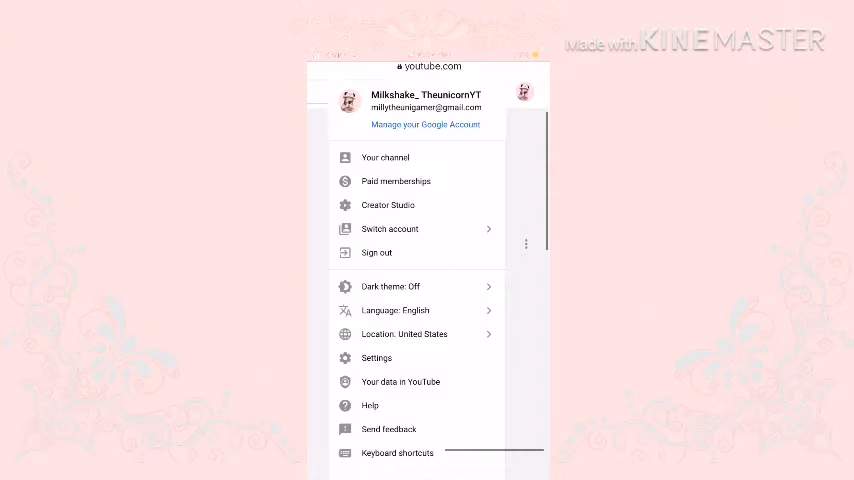 Made with KINEMASTER
youtube.com
Milkshake_ TheunicornYT
millytheunigamer@gmail.com
Manage your Google Account
Your channel
Paid memberships
Creator Studio
Switch account
Sign out
Dark theme: Off
Language: English
Location: United States
Settings
Your data in YouTube
Help
Send feedback
Keyboard shortcuts